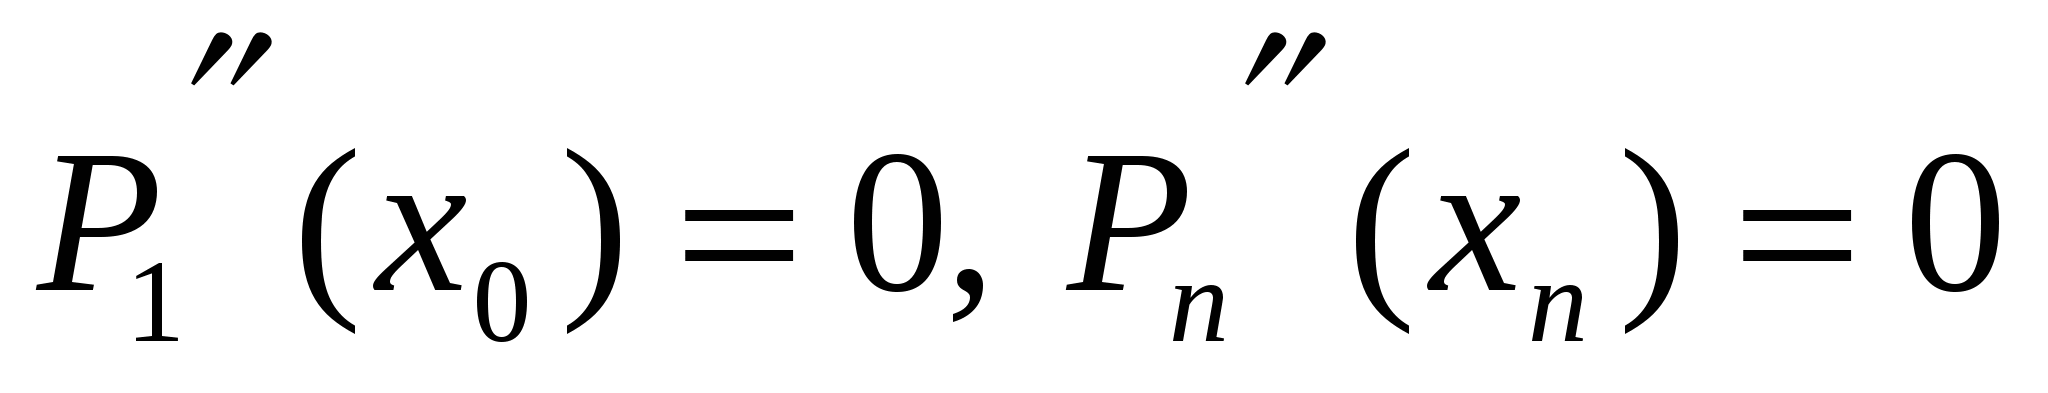 P₁″(x₀) = 0, Pₙ″(xₙ) = 0